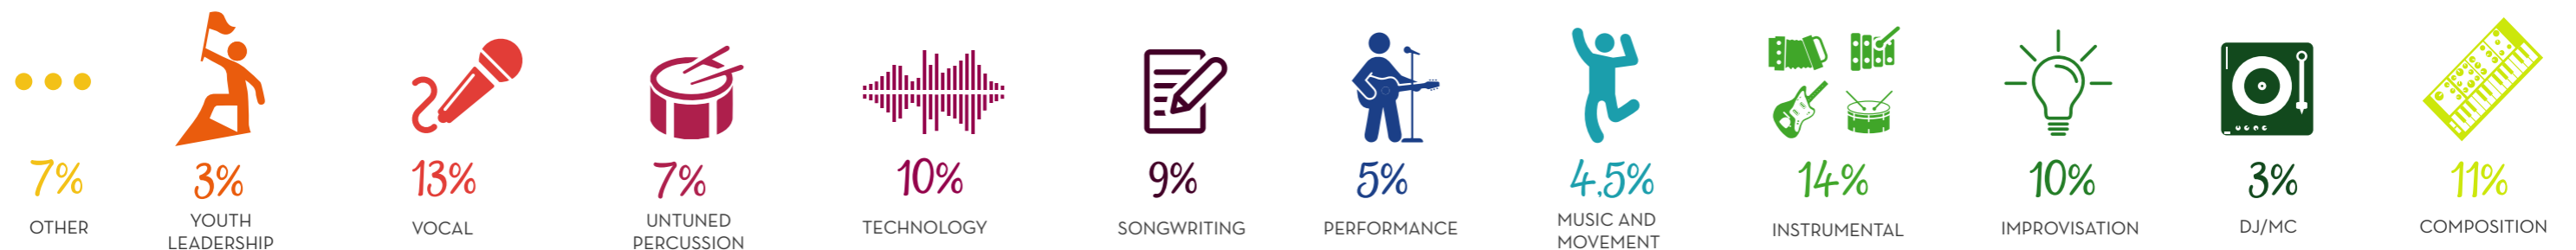 7%
OTHER
3%
YOUTH
LEADERSHIP
13%
VOCAL
7%
UNTUNED
PERCUSSION
10%
TECHNOLOGY
9%
SONGWRITING
5%
PERFORMANCE
4,5%
MUSIC AND
MOVEMENT
14%
INSTRUMENTAL
10%
IMPROVISATION
3%
DJ/MC
11%
COMPOSITION